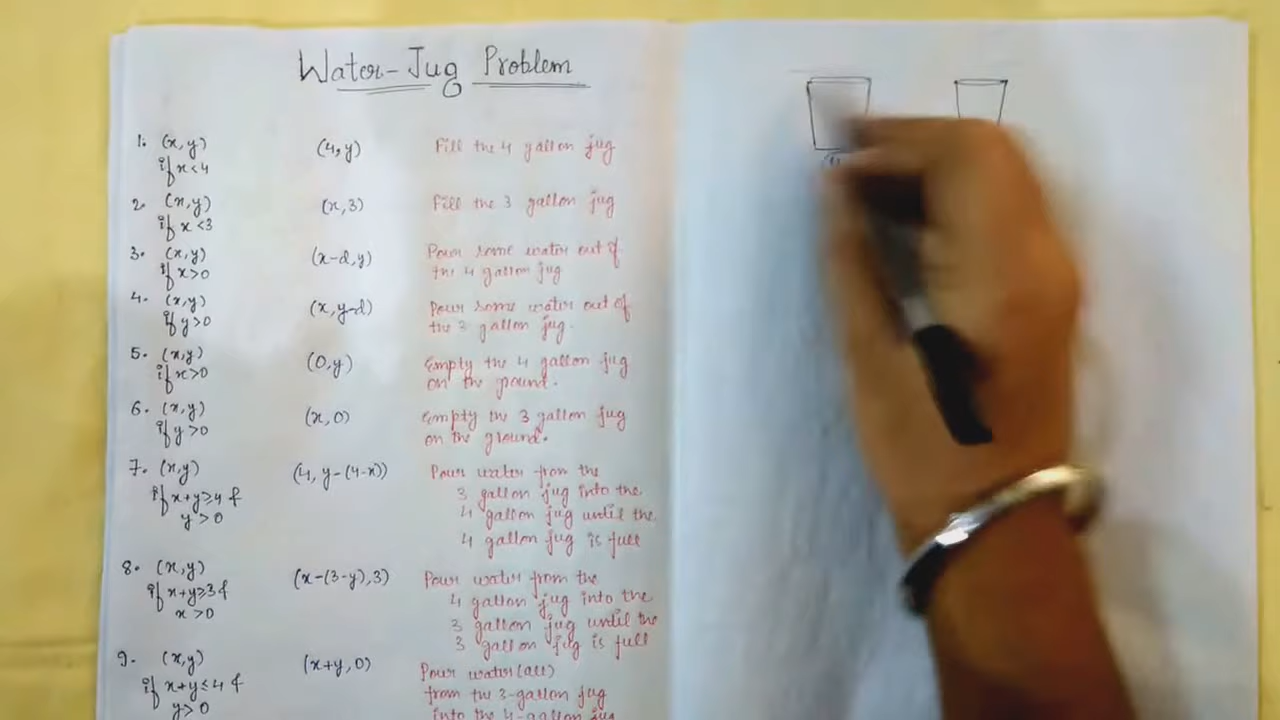 Water-Jug Problem
1. (x,y) (4,y) Fill the 4 gallon jug
if x<4
2. (x,y) (x,3) Fill the 3 gallon jug
if x<3
3. (x,y) (x-d,y) Pour some water out of
if x>0 the 4 gallon jug
4. (x,y) (x,y-d) Pour some water out of
if y>0 the 3 gallon jug.
5. (x,y) (0,y) Empty the 4 gallon jug
if x>0 on the ground.
6. (x,y) (x,0) Empty the 3 gallon jug
if y>0 on the ground.
7. (x,y) (4, y-(4-x)) Pour water from the
if x+y≥4 & 3 gallon jug into the
y>0 4 gallon jug until the
4 gallon jug is full
8. (x,y) (x-(3-y),3) Pour water from the
if x+y≥3 & 4 gallon jug into the
x>0 3 gallon jug until the
3 gallon jug is full
9. (x,y) (x+y,0) Pour water(all)
if x+y≤4 & from the 3-gallon jug
y>0 into the 4-gallon jug